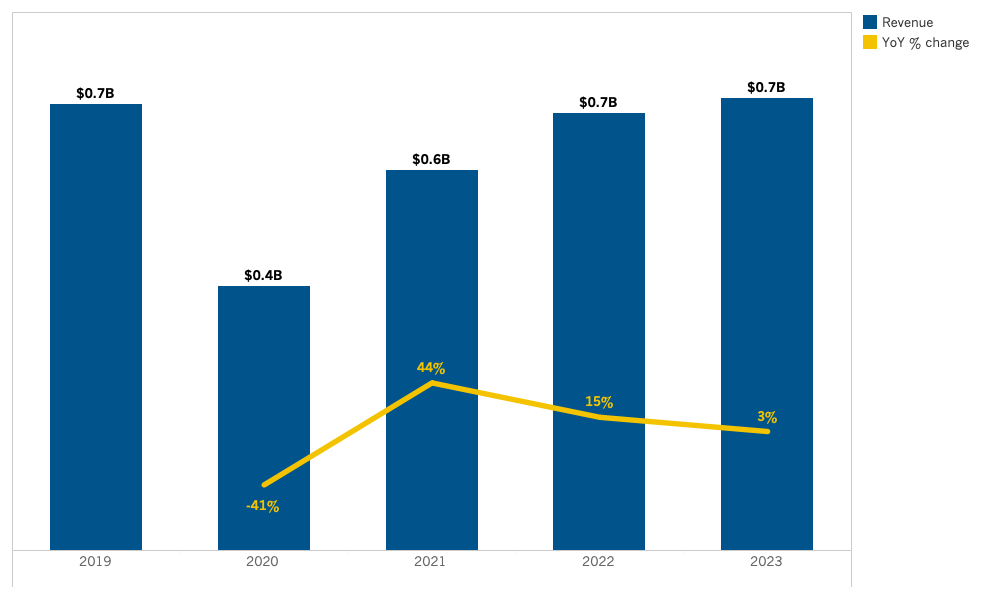 Revenue
YoY % change
$0.7B
$0.4B
$0.6B
$0.7B
$0.7B
-41%
44%
15%
3%
2019
2020
2021
2022
2023